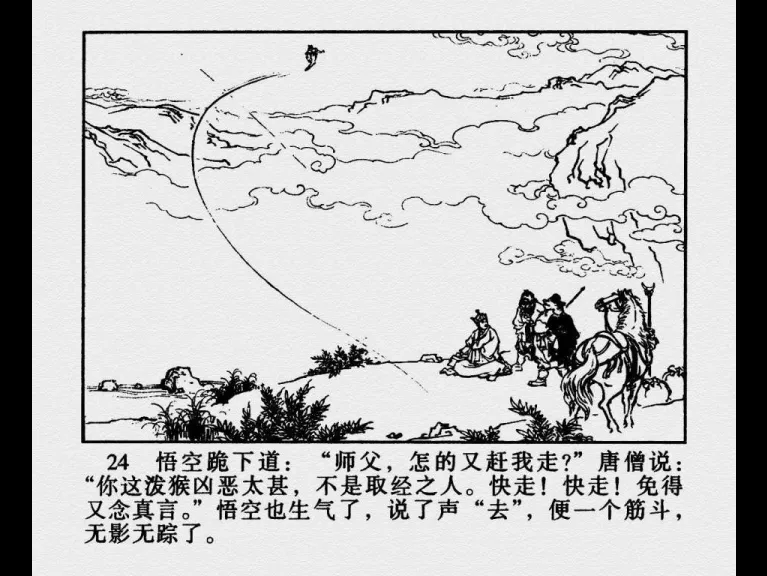 24 悟空跪下道：“师父，怎的又赶我走？”唐僧说：
“你这泼猴凶恶太甚，不是取经之人。快走！快走！免得
又念真言。”悟空也生气了，说了声“去”，便一个筋斗，
无影无踪了。